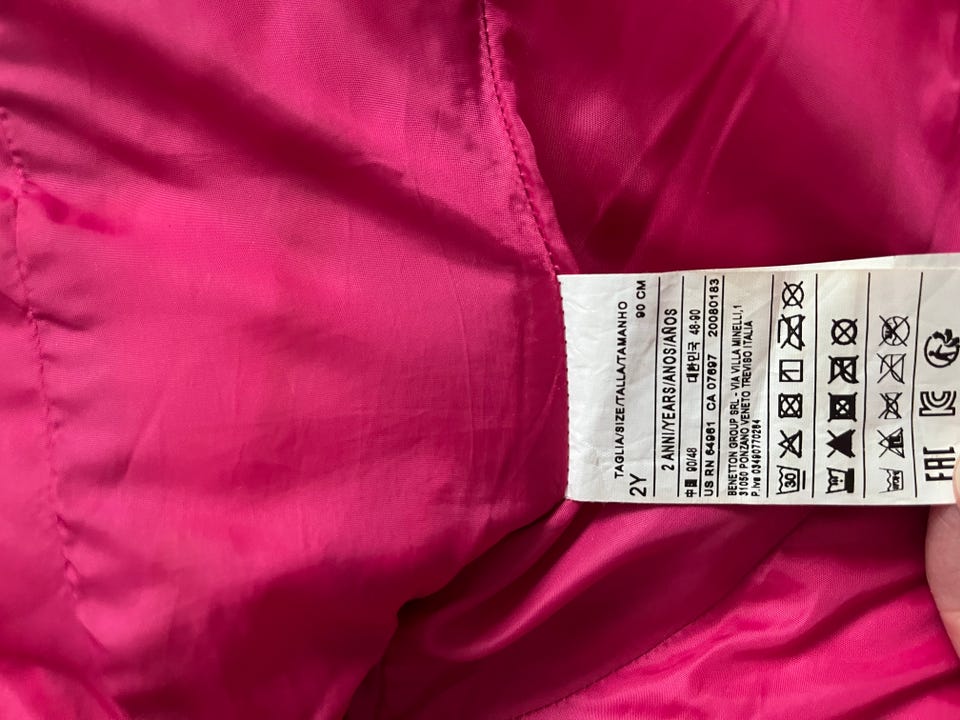 TAGLIA/SIZE/TALLA/TAMANHO
2Y 90 CM
2 ANNI/YEARS/ANOS/AÑOS
中国 90/48 대한민국 48-90
US RN 64961 CA 07697 20080183
BENETTON GROUP SRL - VIA VILLA MINELLI,1
31050 PONZANO VENETO TREVISO ITALIA
P.Iva 03490770264
30
EAC